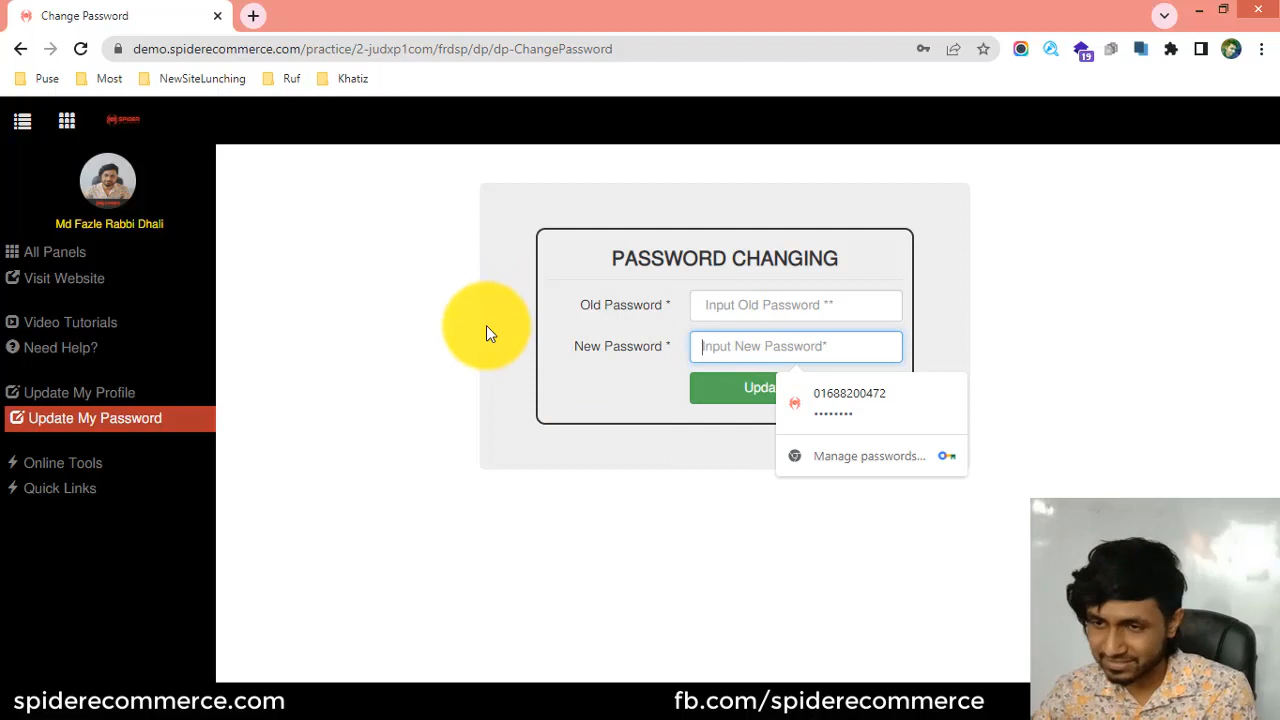 Change Password
demo.spiderecommerce.com/practice/2-judxp1com/frdsp/dp/dp-ChangePassword
19
Puse
Most
NewSiteLunching
Ruf
Khatiz
SPIDER
Md Fazle Rabbi Dhali
All Panels
Visit Website
Video Tutorials
Need Help?
Update My Profile
Update My Password
Online Tools
Quick Links
PASSWORD CHANGING
Old Password *
Input Old Password **
New Password *
Input New Password*
Upda
01688200472
••••••••
Manage passwords...
spiderecommerce.com
fb.com/spiderecommerce